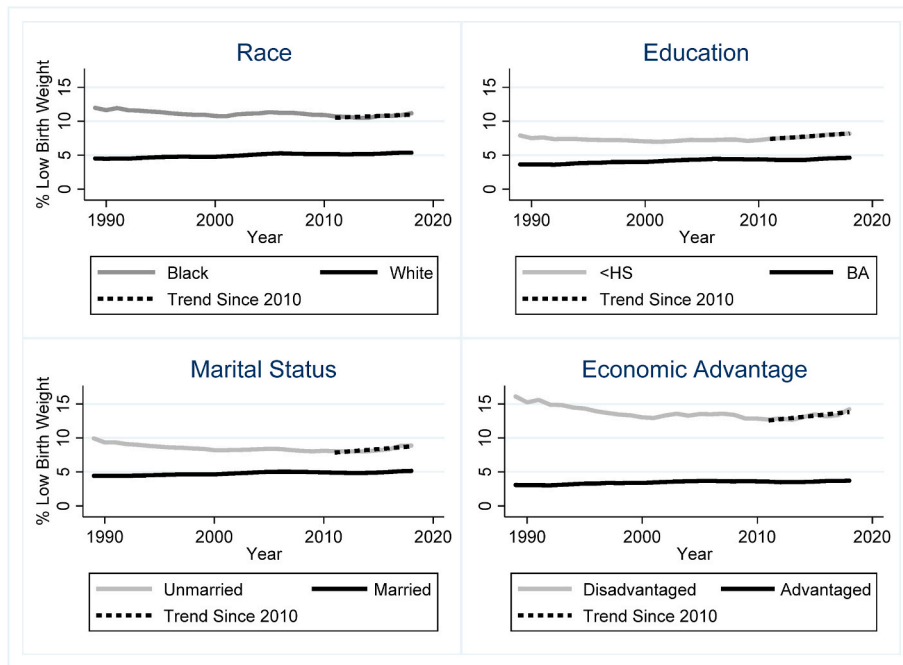 Race
% Low Birth Weight
15
10
5
0
1990 2000 2010 2020
Year
Black White
Trend Since 2010
Education
15
10
5
0
1990 2000 2010 2020
Year
<HS BA
Trend Since 2010
Marital Status
% Low Birth Weight
15
10
5
0
1990 2000 2010 2020
Year
Unmarried Married
Trend Since 2010
Economic Advantage
15
10
5
0
1990 2000 2010 2020
Year
Disadvantaged Advantaged
Trend Since 2010